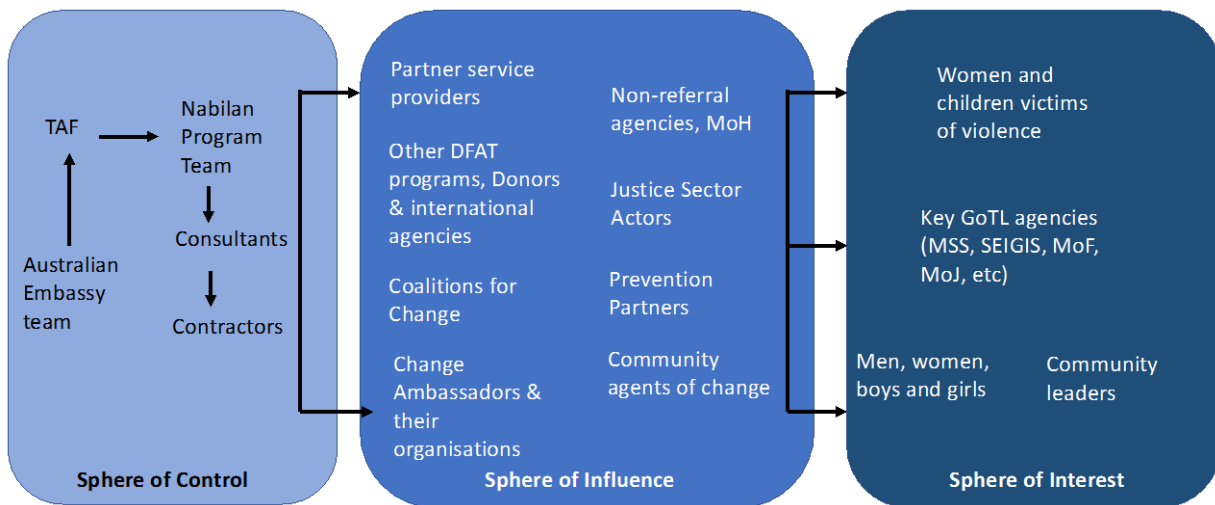 TAF
Nabilan
Program
Team
Consultants
Australian
Embassy
team
Contractors
Sphere of Control
Partner service
providers
Non-referral
agencies, MoH
Other DFAT
programs, Donors
& international
agencies
Justice Sector
Actors
Coalitions for
Change
Prevention
Partners
Change
Ambassadors &
their
organisations
Community
agents of change
Sphere of Influence
Women and
children victims
of violence
Key GoTL agencies
(MSS, SEIGIS, MoF,
MoJ, etc)
Men, women,
boys and girls
Community
leaders
Sphere of Interest